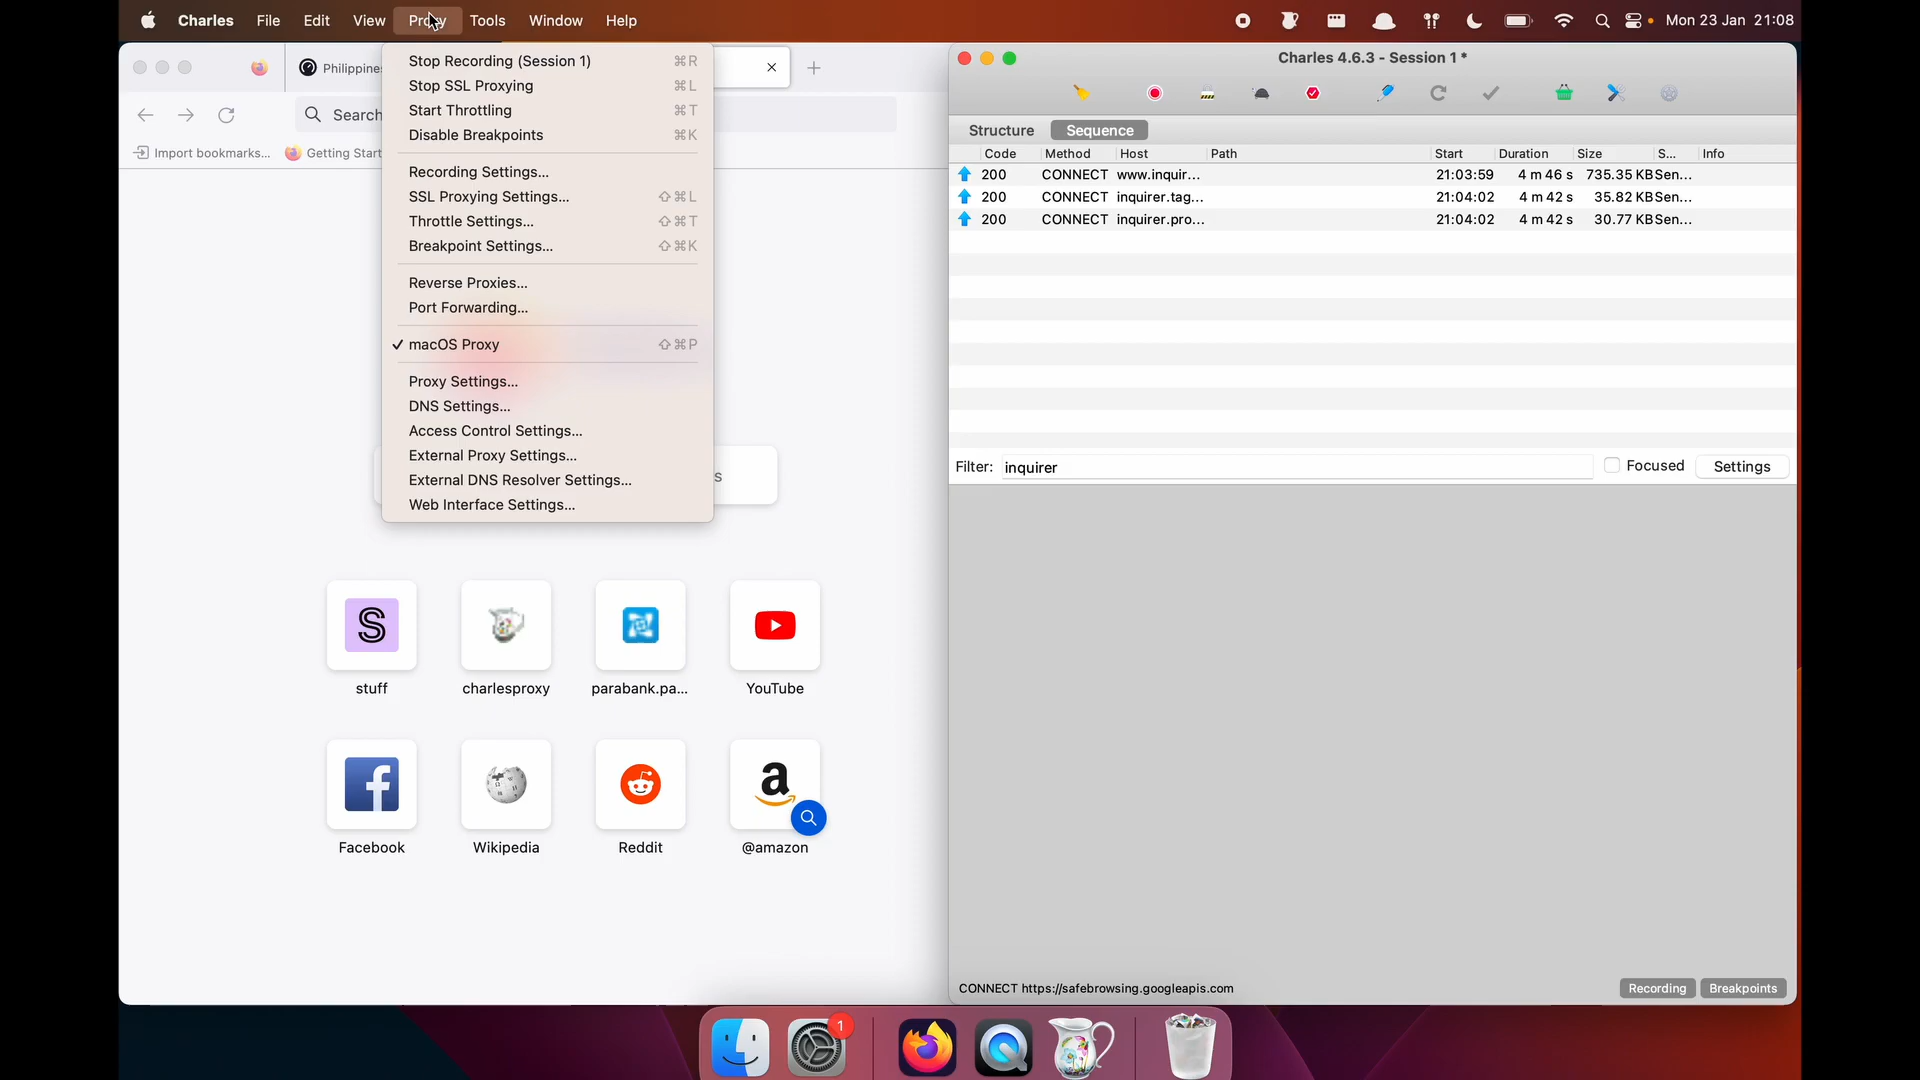 Charles File Edit View Proxy Tools Window Help Mon 23 Jan 21:08
Philippine
Search
Import bookmarks... Getting Start
Stop Recording (Session 1) ⌘R
Stop SSL Proxying ⌘L
Start Throttling ⌘T
Disable Breakpoints ⌘K
Recording Settings...
SSL Proxying Settings... ⇧⌘L
Throttle Settings... ⇧⌘T
Breakpoint Settings... ⇧⌘K
Reverse Proxies...
Port Forwarding...
✓ macOS Proxy ⇧⌘P
Proxy Settings...
DNS Settings...
Access Control Settings...
External Proxy Settings...
External DNS Resolver Settings...
Web Interface Settings...
s
S
stuff charlesproxy parabank.pa... YouTube
a
Facebook Wikipedia Reddit @amazon
Charles 4.6.3 - Session 1 *
Structure Sequence
Code Method Host Path Start Duration Size S... Info
200 CONNECT www.inquir... 21:03:59 4 m 46 s 735.35 KB Sen...
200 CONNECT inquirer.tag... 21:04:02 4 m 42 s 35.82 KB Sen...
200 CONNECT inquirer.pro... 21:04:02 4 m 42 s 30.77 KB Sen...
Filter: inquirer Focused Settings
CONNECT https://safebrowsing.googleapis.com Recording Breakpoints
1